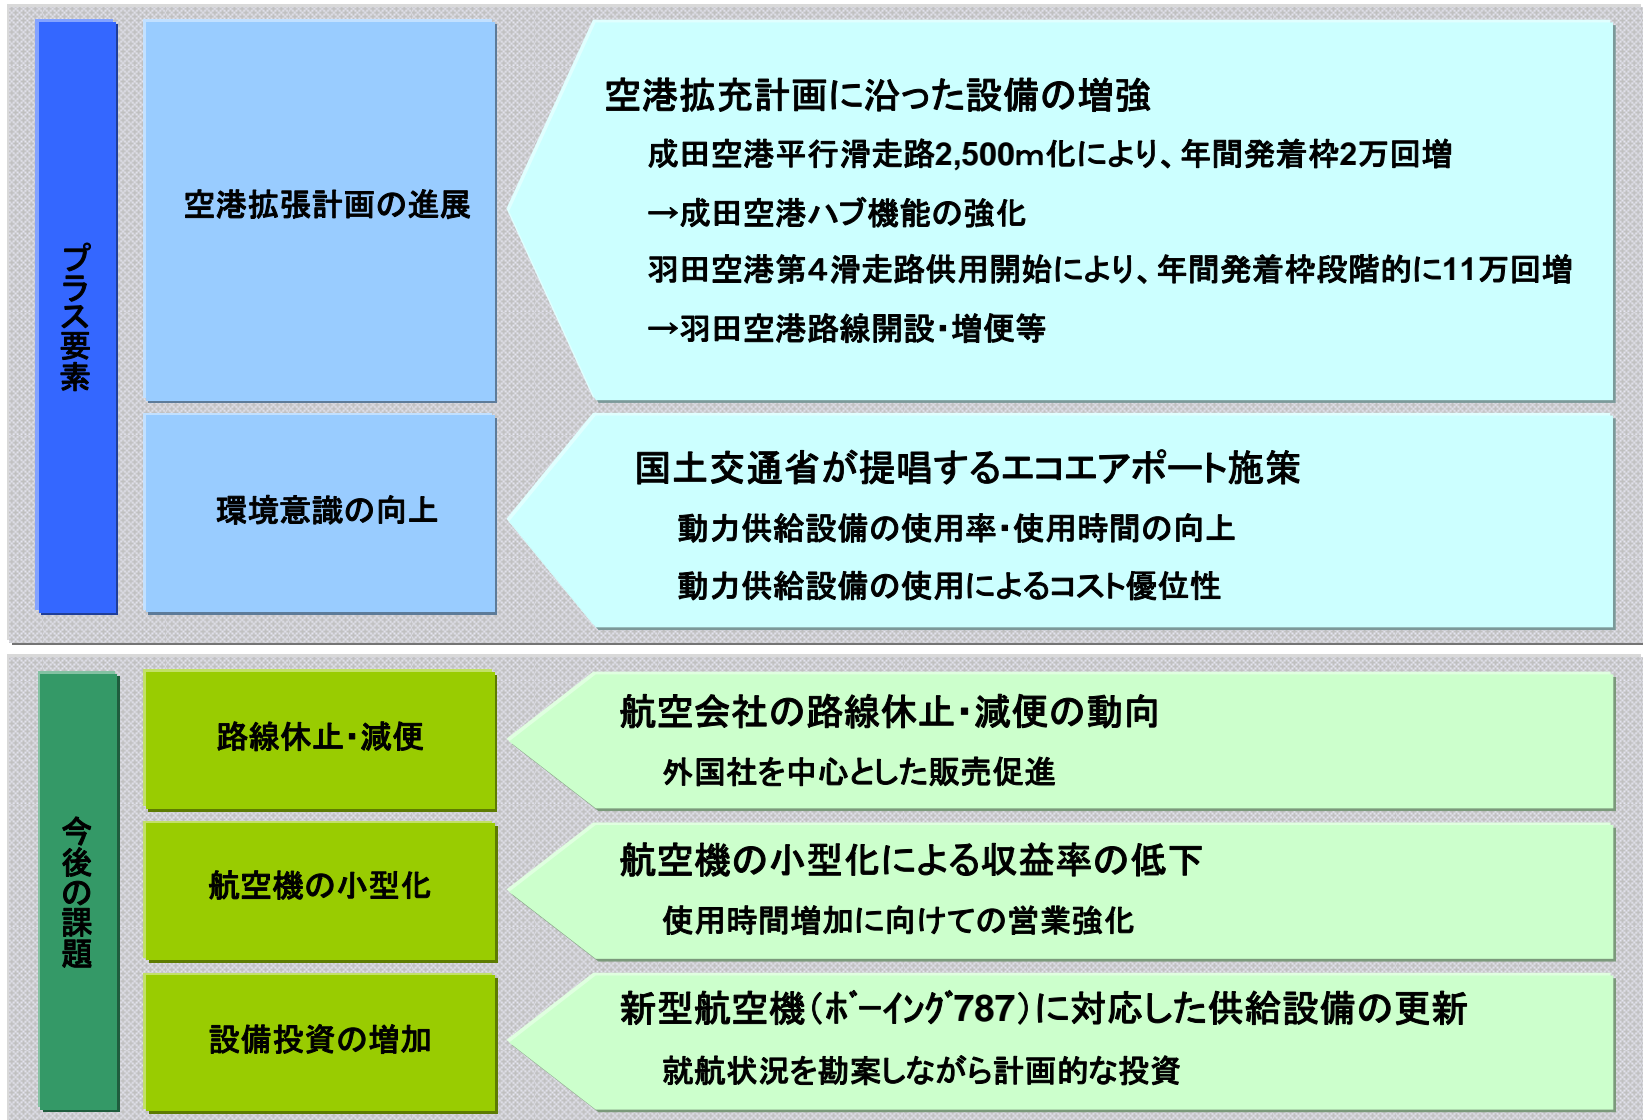 プラス要素
空港拡張計画の進展
空港拡充計画に沿った設備の増強
成田空港平行滑走路2,500m化により、年間発着枠2万回増
→成田空港ハブ機能の強化
羽田空港第4滑走路供用開始により、年間発着枠段階的に11万回増
→羽田空港路線開設・増便等
環境意識の向上
国土交通省が提唱するエコエアポート施策
動力供給設備の使用率・使用時間の向上
動力供給設備の使用によるコスト優位性
今後の課題
路線休止・減便
航空会社の路線休止・減便の動向
外国社を中心とした販売促進
航空機の小型化
航空機の小型化による収益率の低下
使用時間増加に向けての営業強化
設備投資の増加
新型航空機(ボーイング787)に対応した供給設備の更新
就航状況を勘案しながら計画的な投資